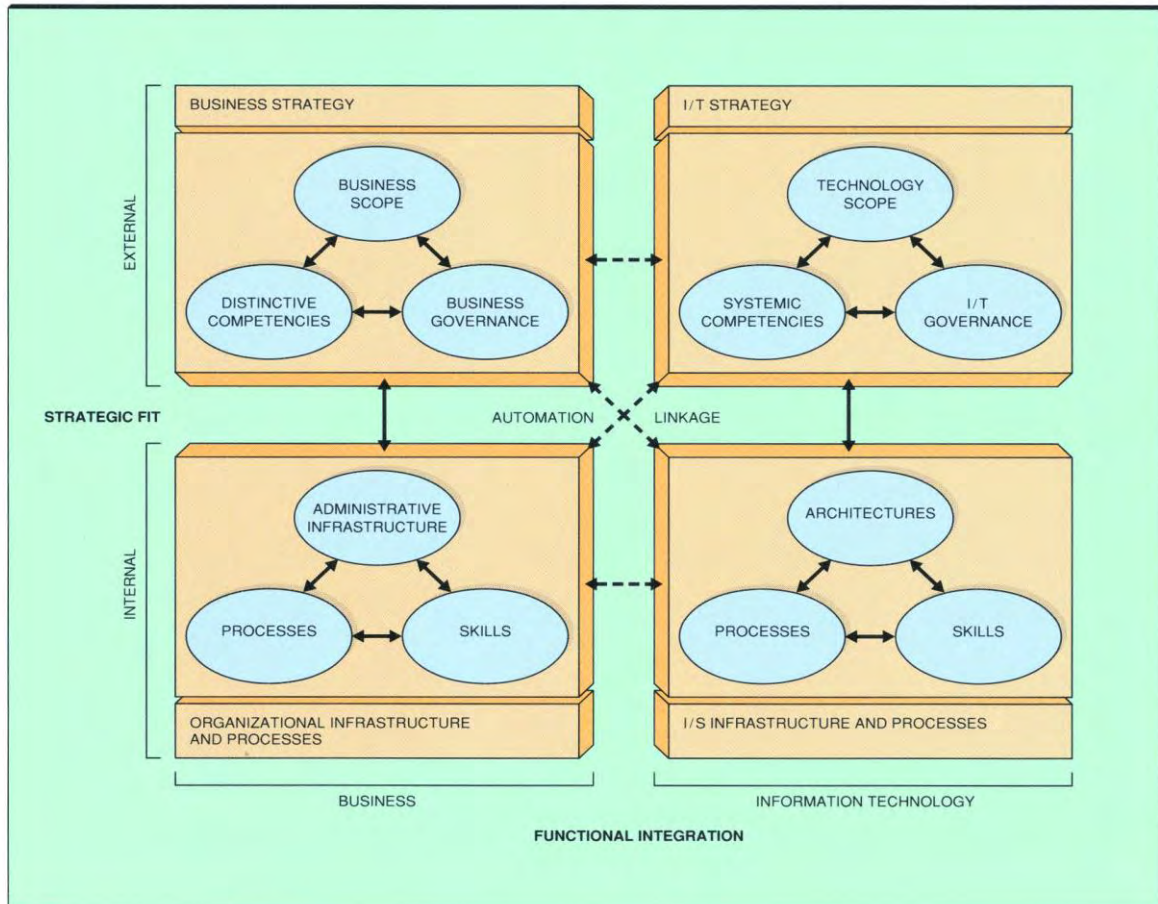 BUSINESS STRATEGY
I/T STRATEGY
EXTERNAL
BUSINESS
SCOPE
DISTINCTIVE
COMPETENCIES
BUSINESS
GOVERNANCE
TECHNOLOGY
SCOPE
SYSTEMIC
COMPETENCIES
I/T
GOVERNANCE
STRATEGIC FIT
AUTOMATION
LINKAGE
INTERNAL
ADMINISTRATIVE
INFRASTRUCTURE
PROCESSES
SKILLS
ARCHITECTURES
PROCESSES
SKILLS
ORGANIZATIONAL INFRASTRUCTURE
AND PROCESSES
I/S INFRASTRUCTURE AND PROCESSES
BUSINESS
INFORMATION TECHNOLOGY
FUNCTIONAL INTEGRATION